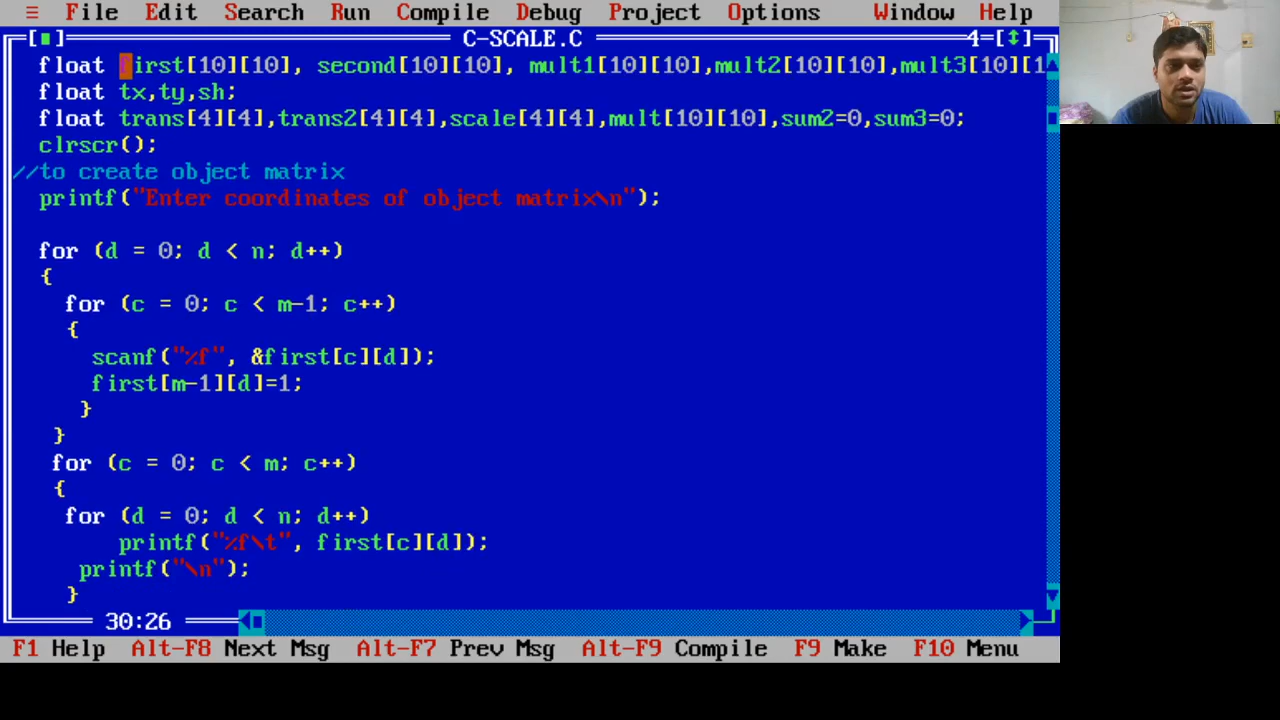 ≡ File Edit Search Run Compile Debug Project Options Window Help
[■] C-SCALE.C 4=[↕]
float first[10][10], second[10][10], mult1[10][10],mult2[10][10],mult3[10][1
float tx,ty,sh;
float trans[4][4],trans2[4][4],scale[4][4],mult[10][10],sum2=0,sum3=0;
clrscr();
//to create object matrix
printf("Enter coordinates of object matrix\n");
for (d = 0; d < n; d++)
{
for (c = 0; c < m-1; c++)
{
scanf("%f", &first[c][d]);
first[m-1][d]=1;
}
}
for (c = 0; c < m; c++)
{
for (d = 0; d < n; d++)
printf("%f\t", first[c][d]);
printf("\n");
}
30:26
F1 Help Alt-F8 Next Msg Alt-F7 Prev Msg Alt-F9 Compile F9 Make F10 Menu